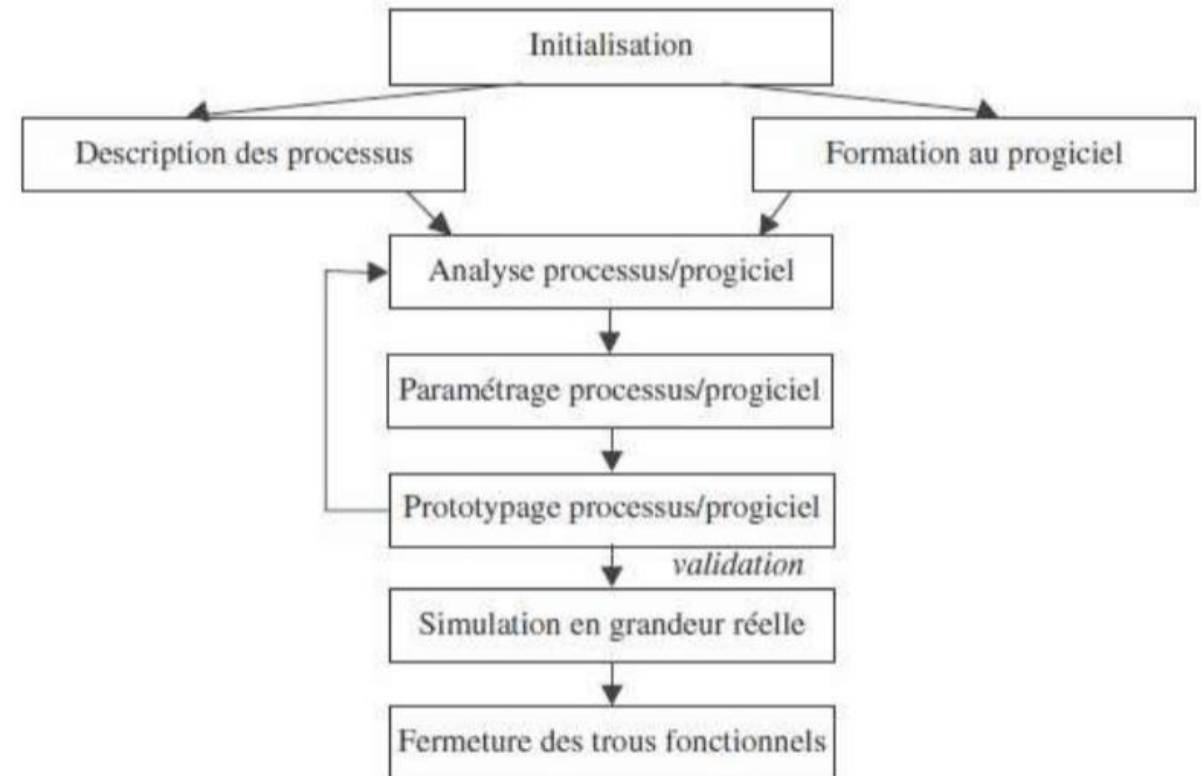 Initialisation
Description des processus
Formation au progiciel
Analyse processus/progiciel
Paramétrage processus/progiciel
Prototypage processus/progiciel
validation
Simulation en grandeur réelle
Fermeture des trous fonctionnels